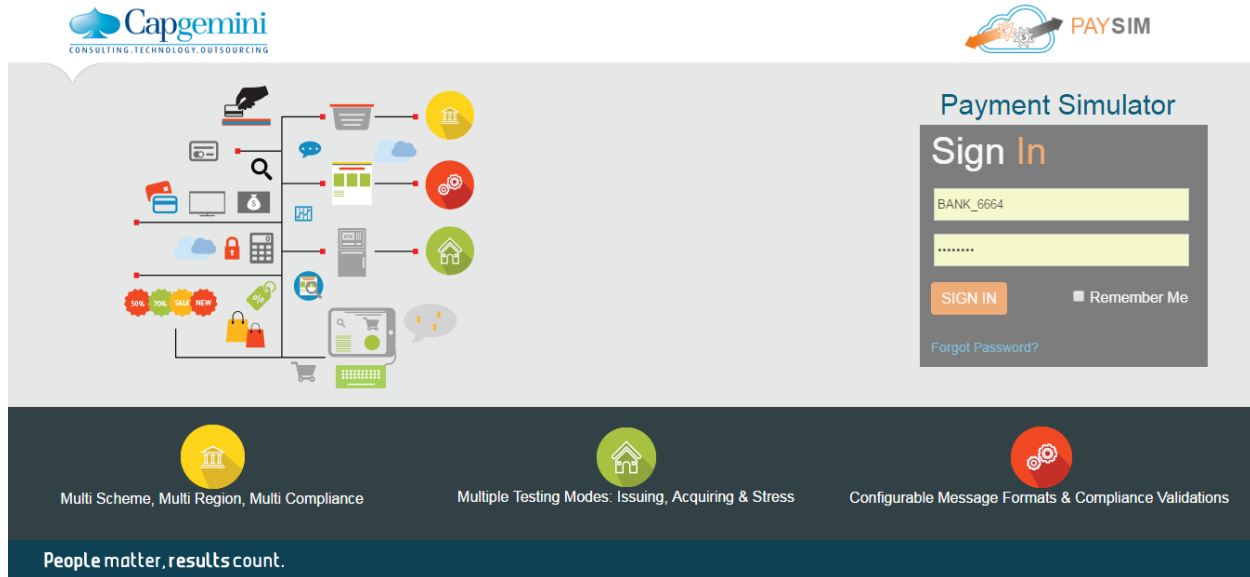 Capgemini
CONSULTING.TECHNOLOGY.OUTSOURCING
PAYSIM
Payment Simulator
Sign In
BANK_6664
••••••••
SIGN IN
Remember Me
Forgot Password?
50%
70%
SALE
NEW
%
$
ATM
Multi Scheme, Multi Region, Multi Compliance
Multiple Testing Modes: Issuing, Acquiring & Stress
Configurable Message Formats & Compliance Validations
People matter, results count.